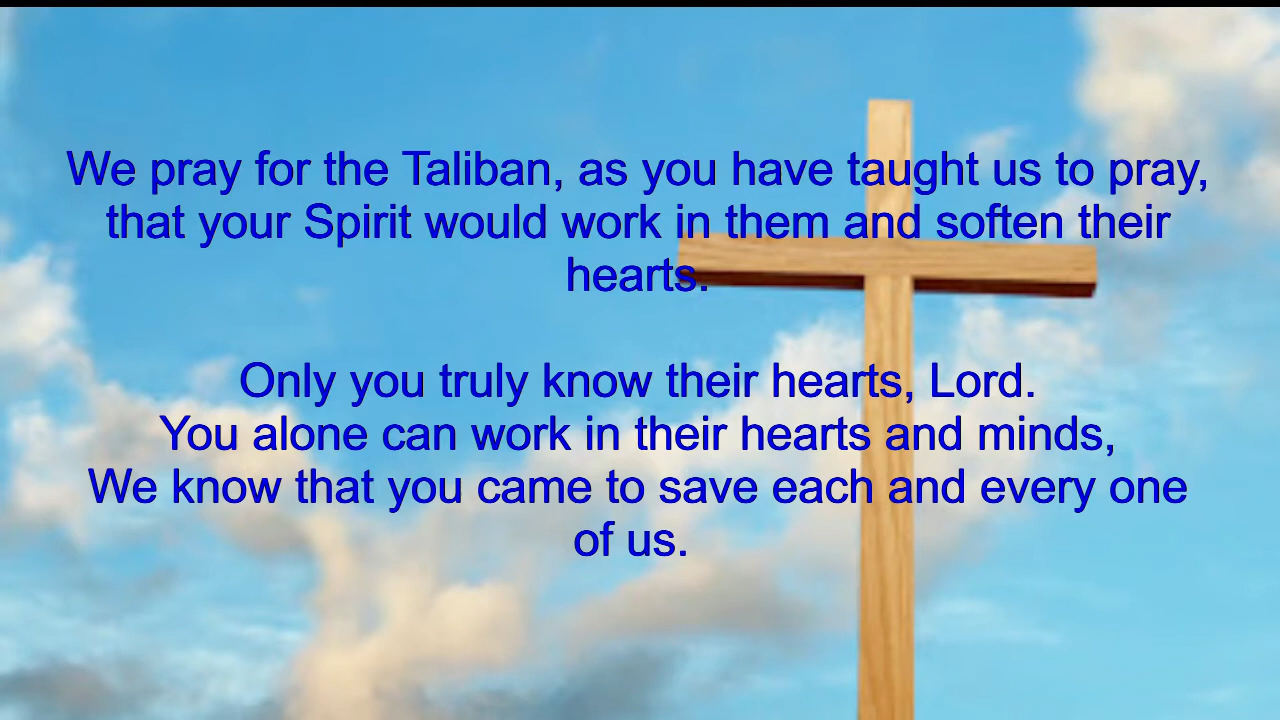 We pray for the Taliban, as you have taught us to pray,
that your Spirit would work in them and soften their
hearts.
Only you truly know their hearts, Lord.
You alone can work in their hearts and minds,
We know that you came to save each and every one
of us.